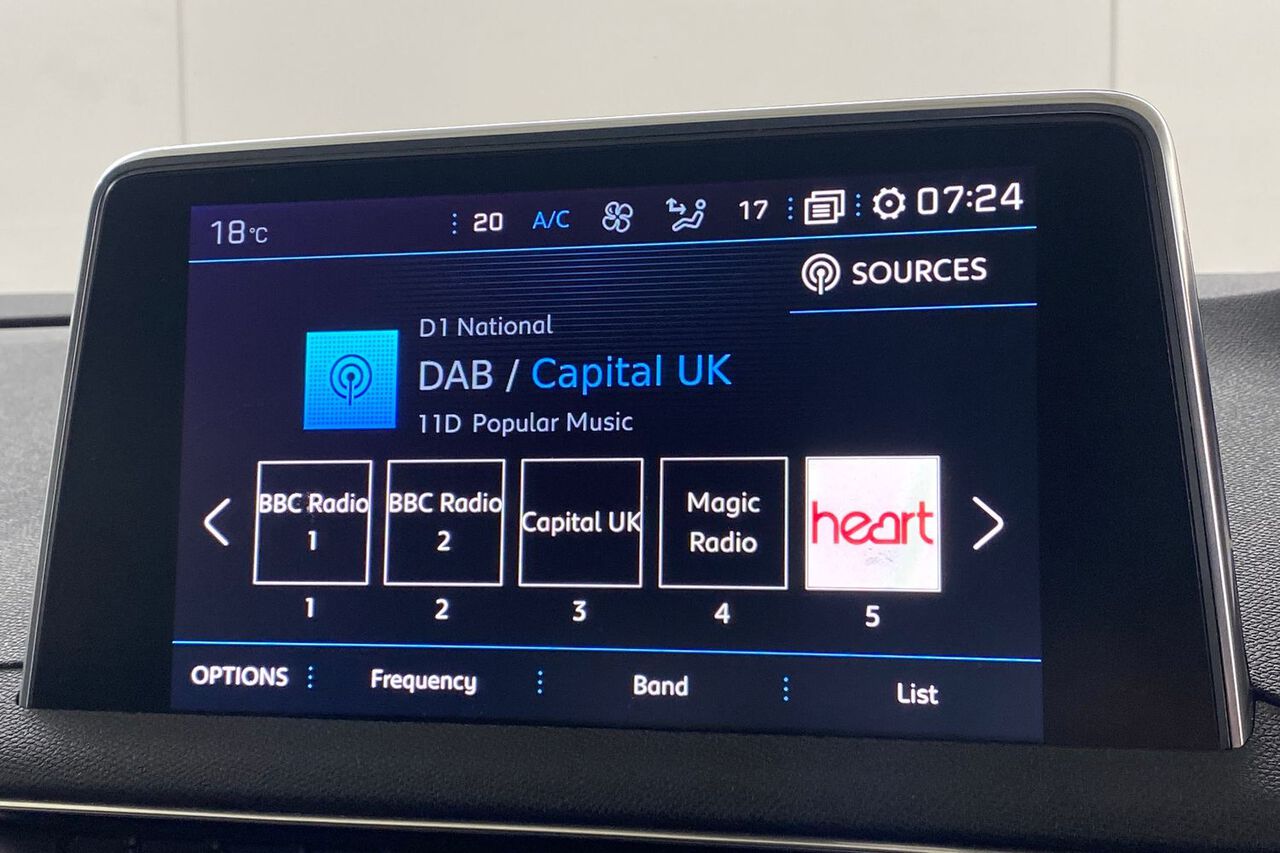 18°C 20 A/C 17 07:24
SOURCES
D1 National
DAB / Capital UK
11D Popular Music
BBC Radio
1
BBC Radio
2
Capital UK
Magic
Radio
heart
1 2 3 4 5
OPTIONS Frequency Band List